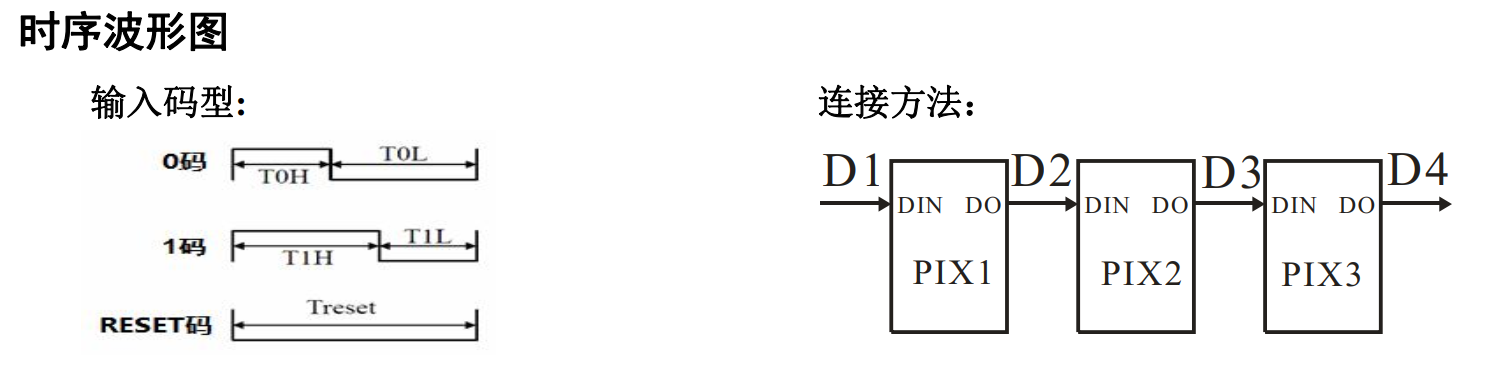 时序波形图
输入码型:
0码
T0H
T0L
1码
T1H
T1L
RESET码
Treset
连接方法:
D1 D2 D3 D4
DIN DO DIN DO DIN DO
PIX1 PIX2 PIX3